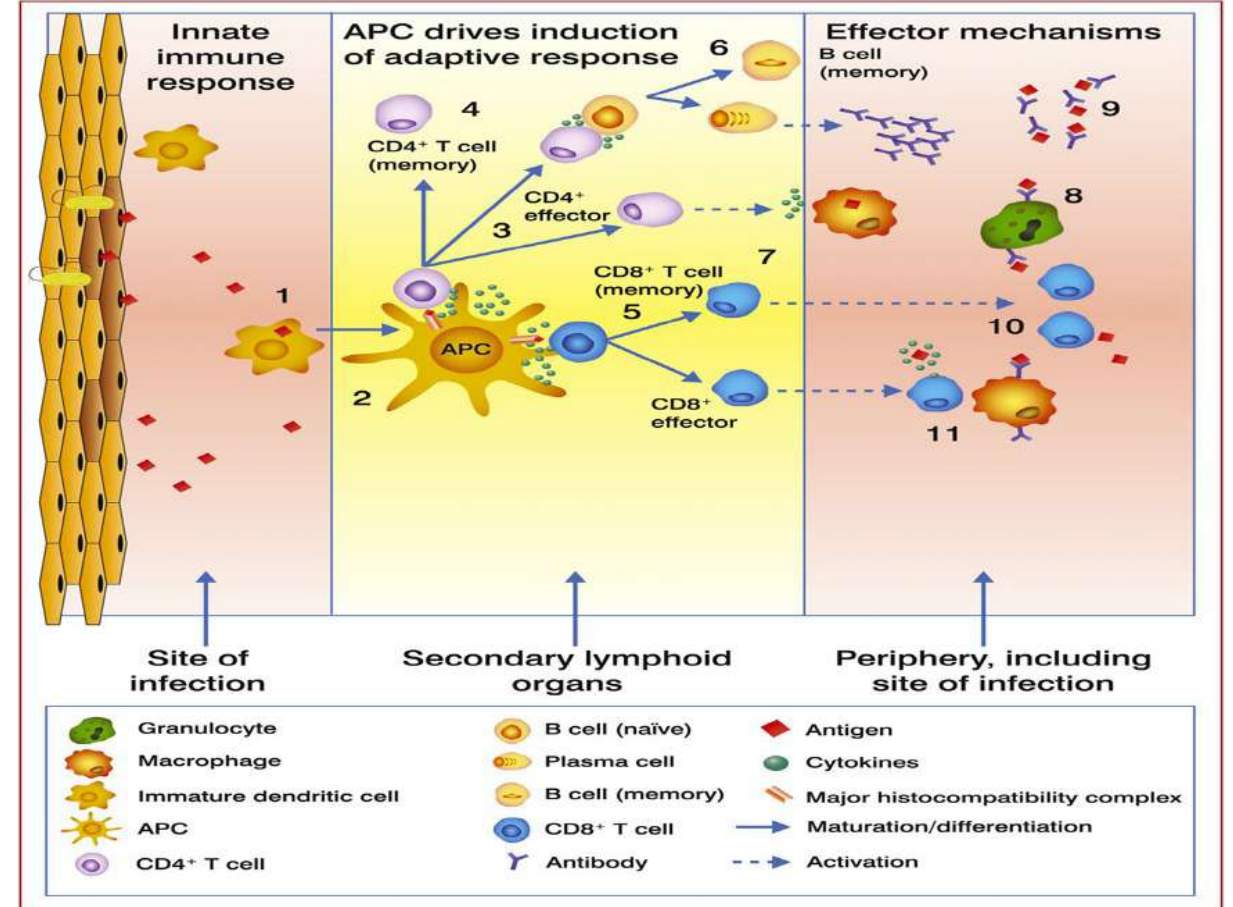 Innate
immune
response
APC drives induction
of adaptive response
Effector mechanisms
B cell
(memory)
6
4
9
CD4⁺ T cell
(memory)
CD4⁺
effector
3
8
7
1
CD8⁺ T cell
(memory)
5
10
APC
2
CD8⁺
effector
11
Site of
infection
Secondary lymphoid
organs
Periphery, including
site of infection
Granulocyte
Macrophage
Immature dendritic cell
APC
CD4⁺ T cell
B cell (naïve)
Plasma cell
B cell (memory)
CD8⁺ T cell
Antibody
Antigen
Cytokines
Major histocompatibility complex
Maturation/differentiation
Activation